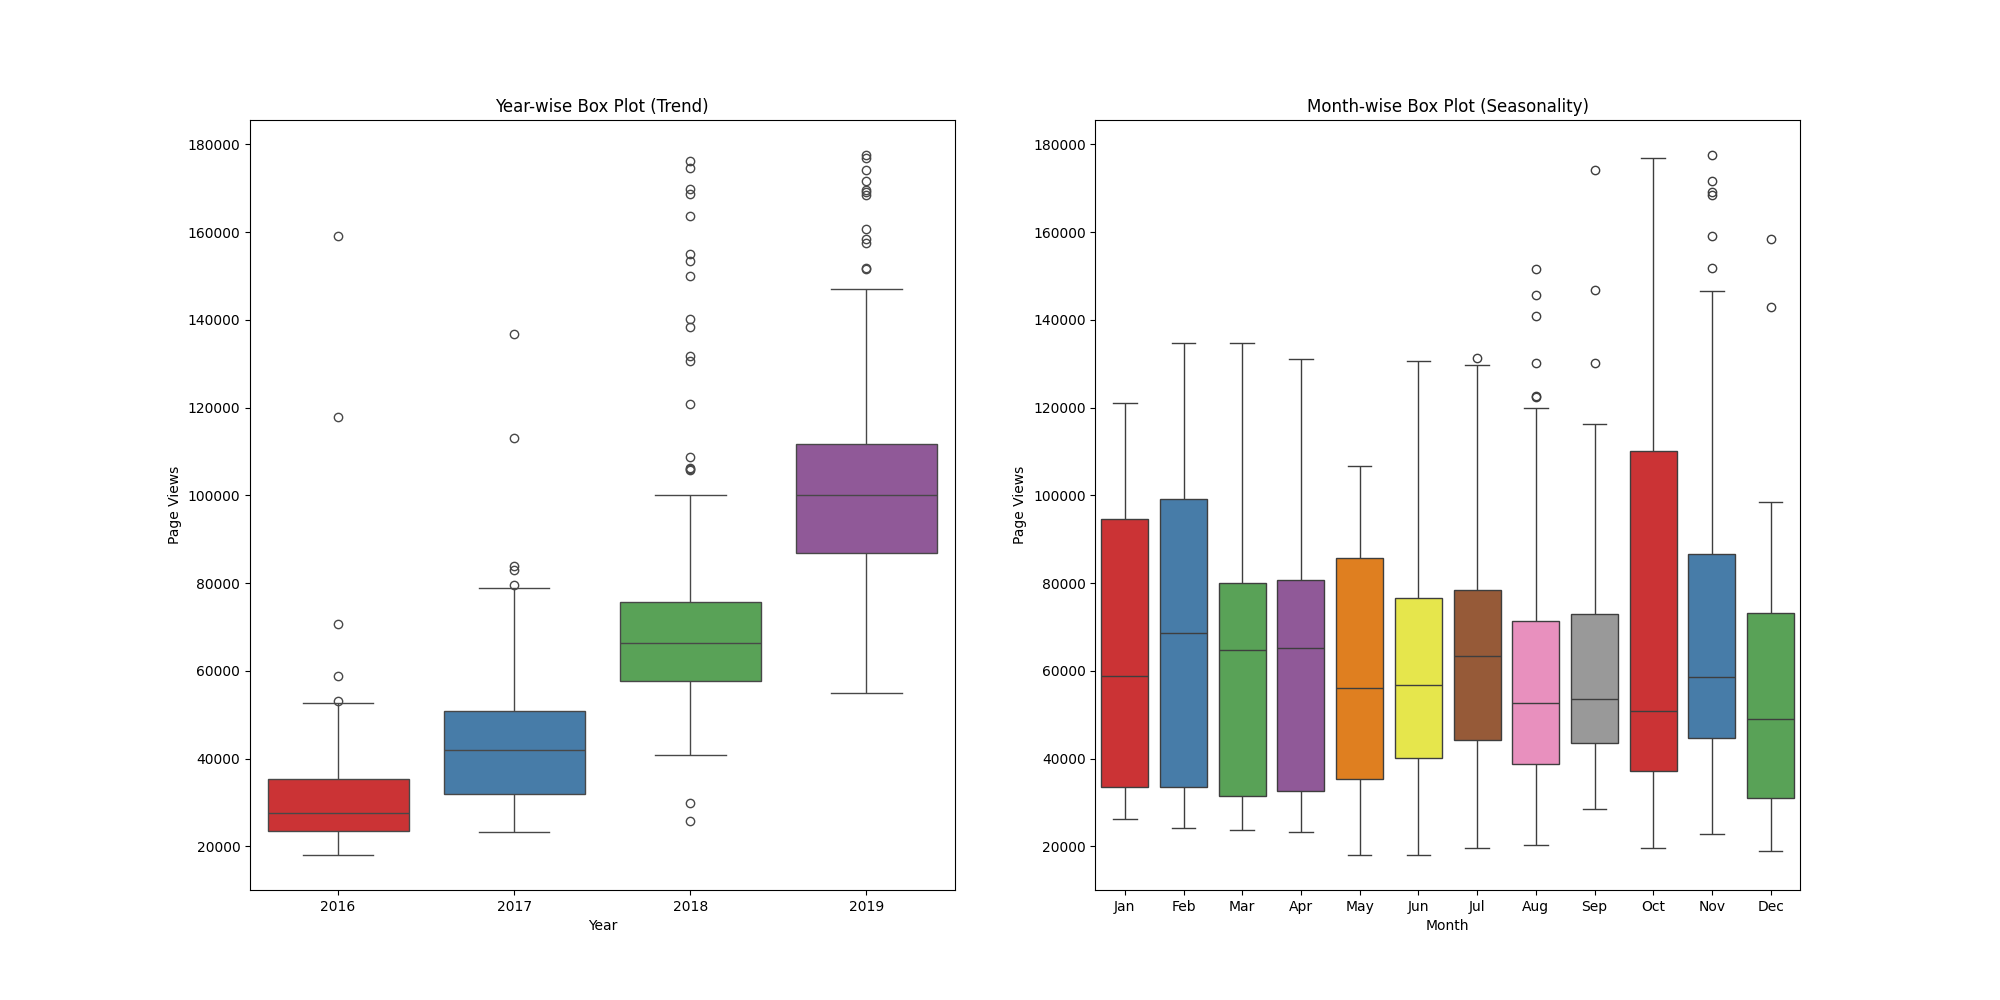 Year-wise Box Plot (Trend)
180000
160000
140000
120000
100000
80000
60000
40000
20000
Page Views
2016 2017 2018 2019
Year
Month-wise Box Plot (Seasonality)
180000
160000
140000
120000
100000
80000
60000
40000
20000
Page Views
Jan Feb Mar Apr May Jun Jul Aug Sep Oct Nov Dec
Month